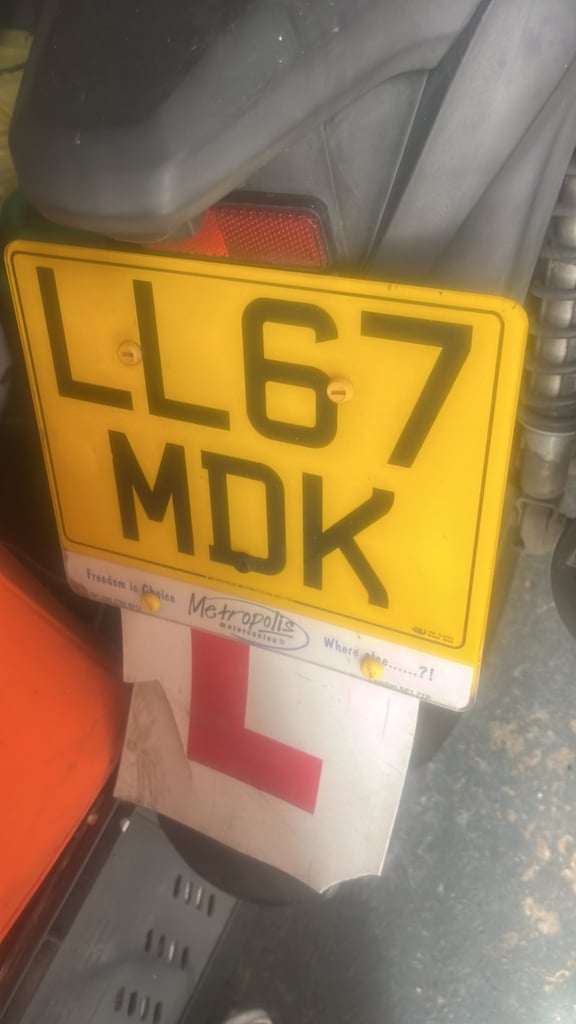 LL67
MDK
Freedom is Choice
Metropolis
motorcycles
Where else......?!
L